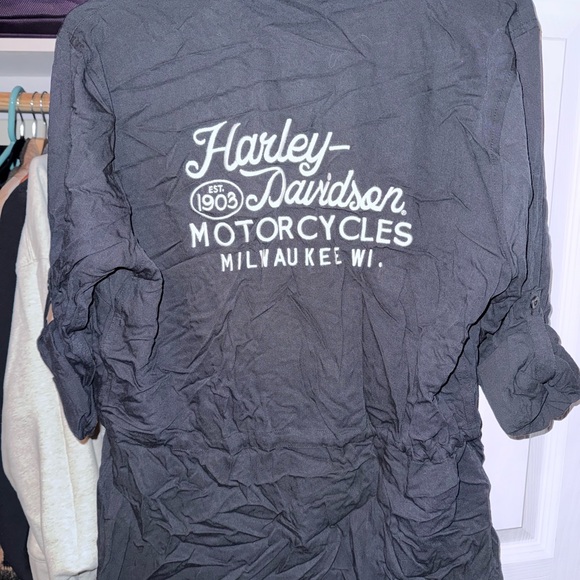 Harley-
EST. 1903 Davidson®
MOTORCYCLES
MILWAUKEE WI.